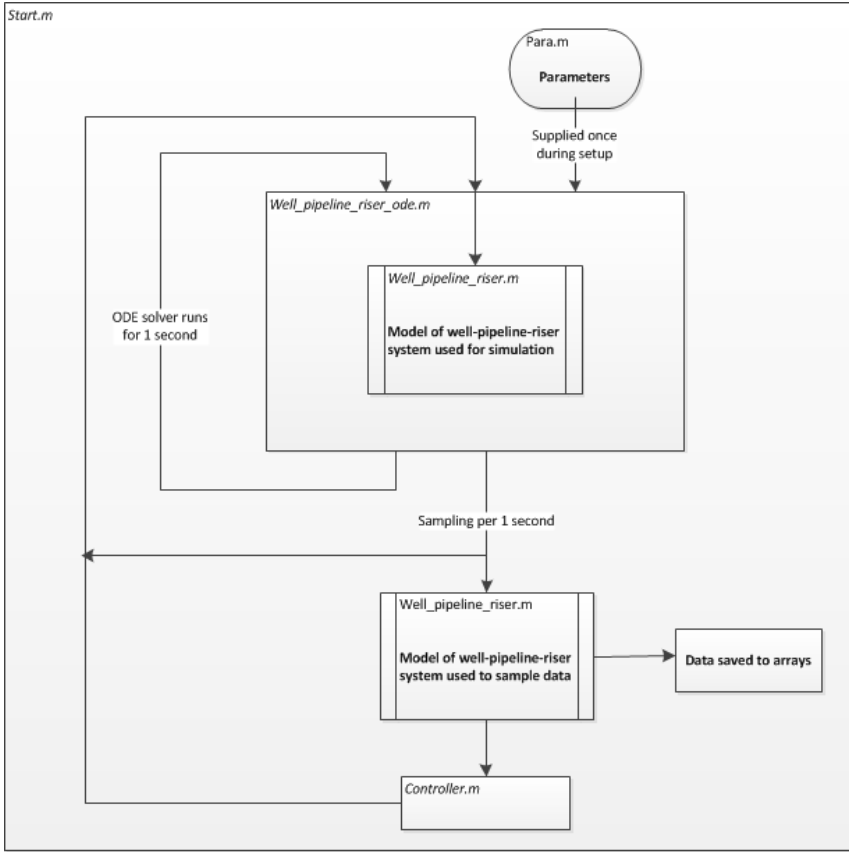 Start.m
Para.m
Parameters
Supplied once
during setup
Well_pipeline_riser_ode.m
Well_pipeline_riser.m
Model of well-pipeline-riser
system used for simulation
ODE solver runs
for 1 second
Sampling per 1 second
Well_pipeline_riser.m
Model of well-pipeline-riser
system used to sample data
Data saved to arrays
Controller.m